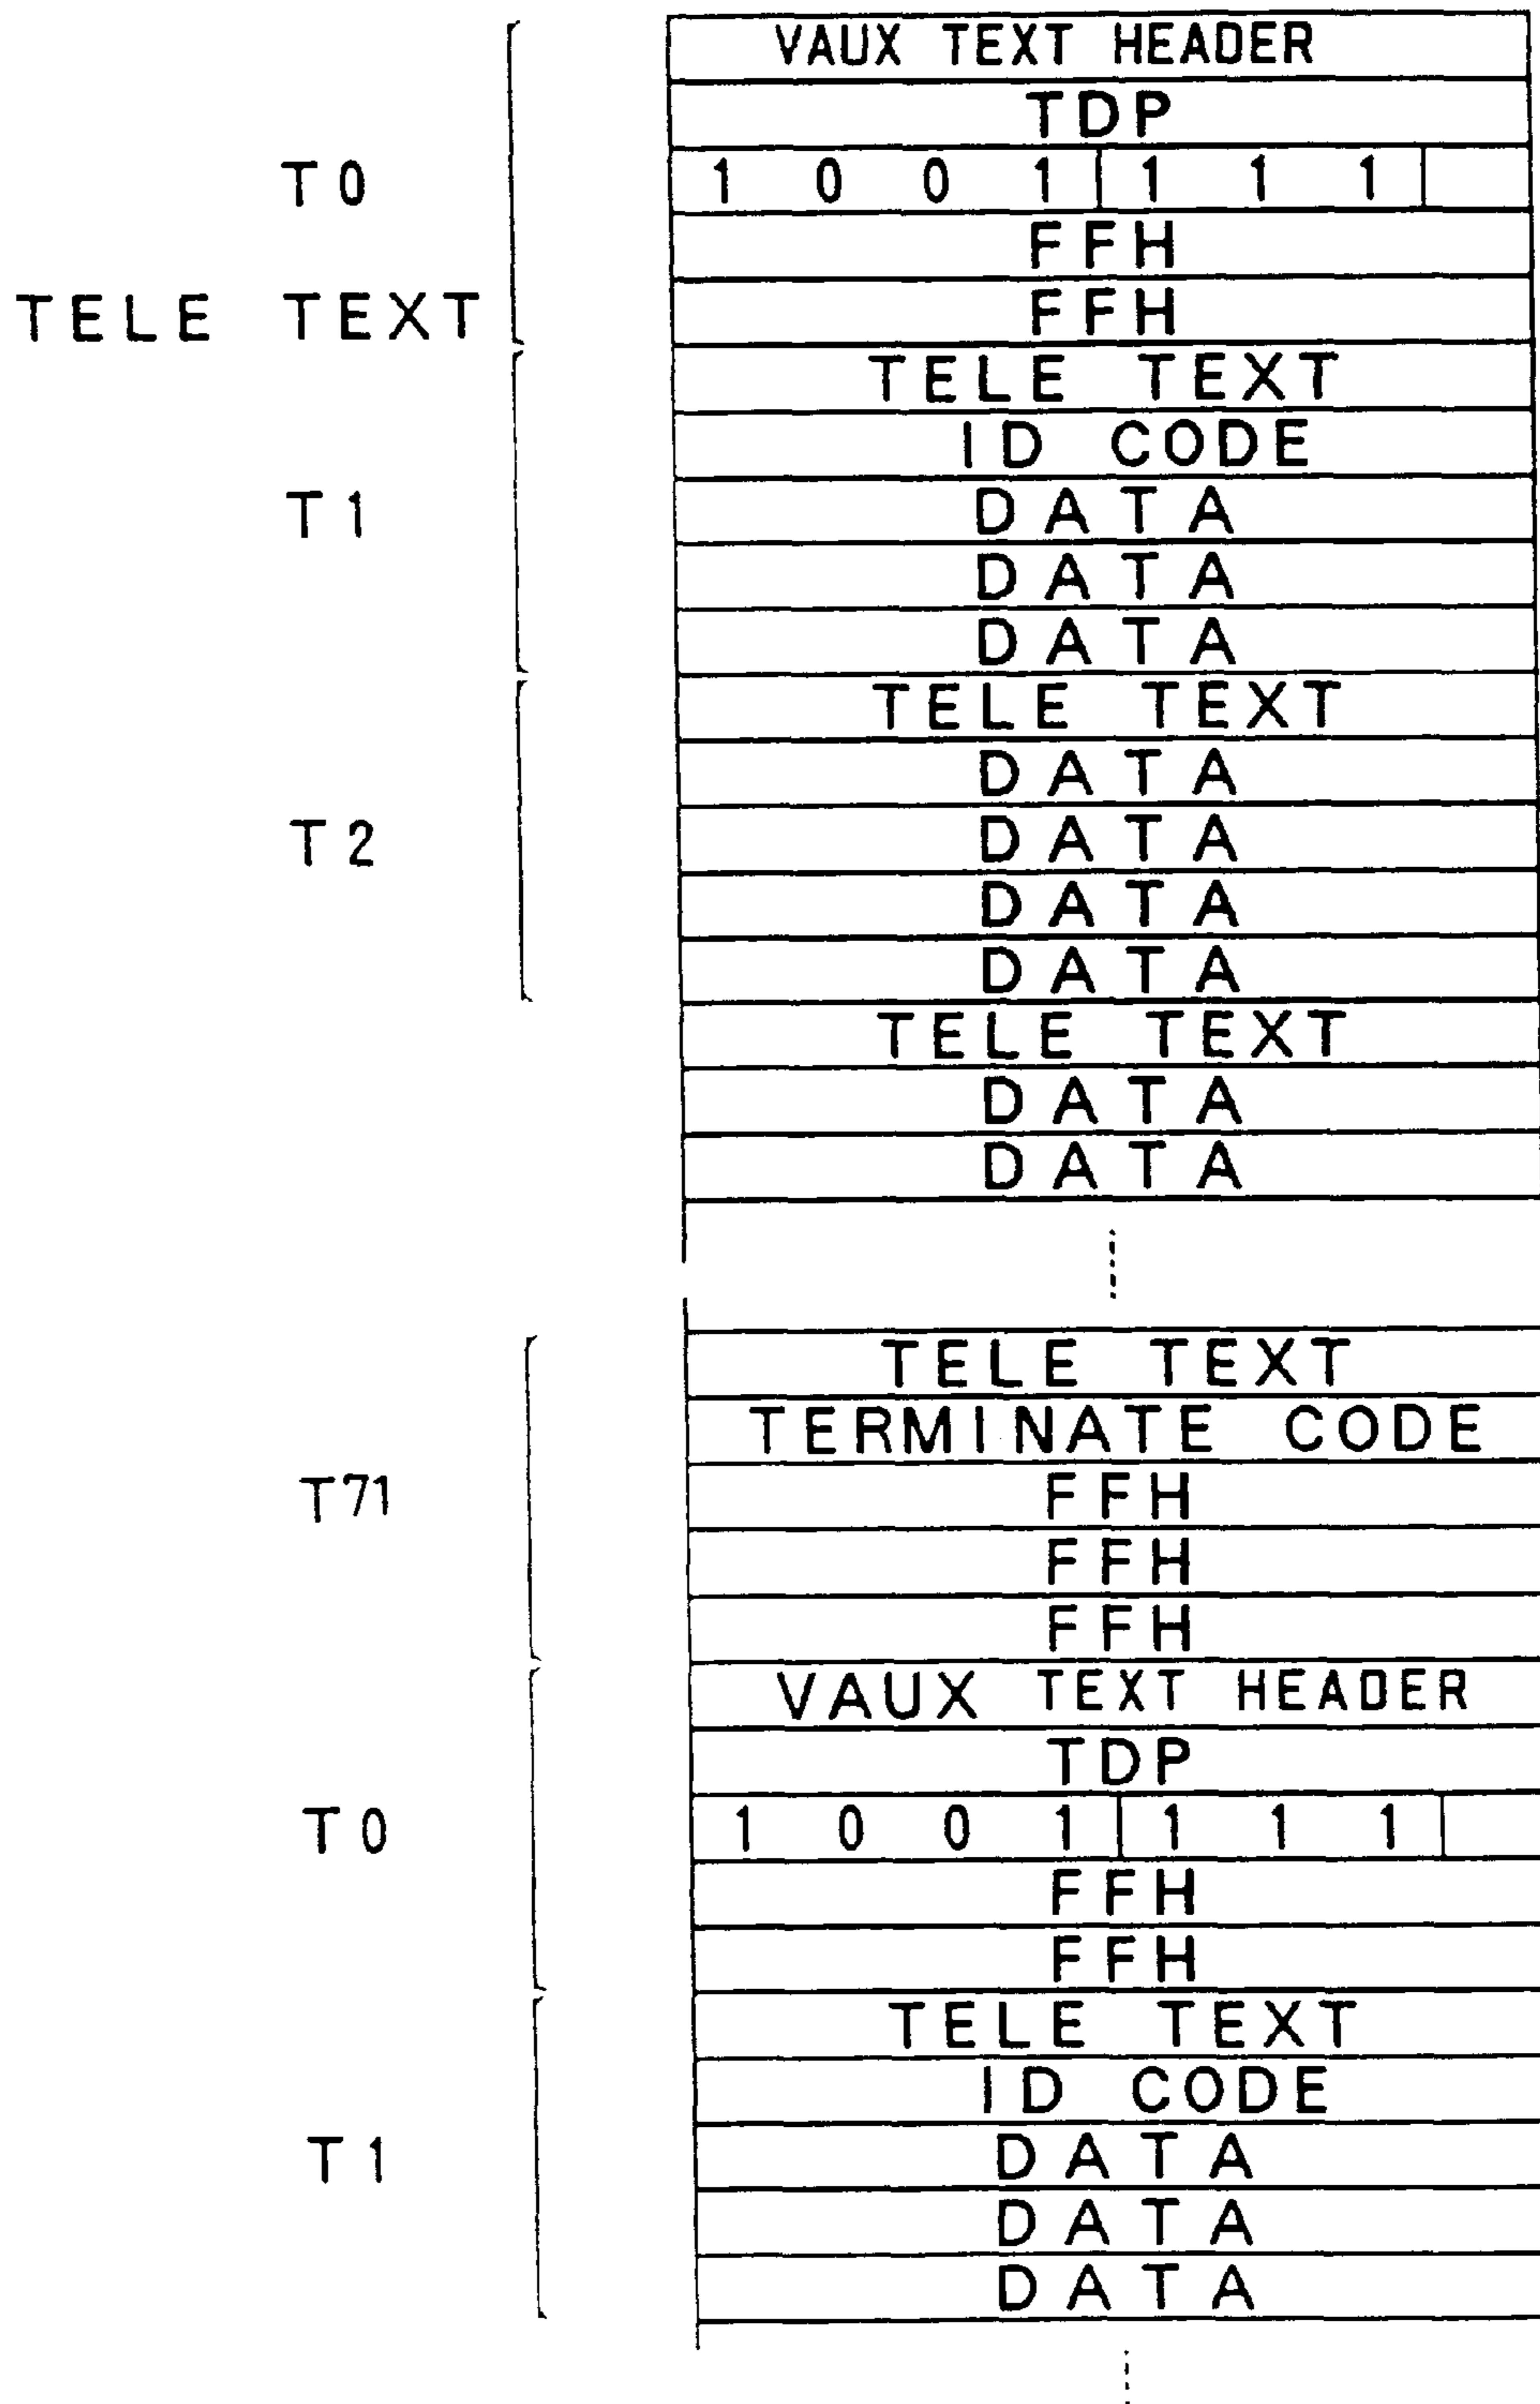 VAUX TEXT HEADER
TDP
T0 1 0 0 1 1 1 1
FFH
TELE TEXT FFH
TELE TEXT
ID CODE
T1 DATA
DATA
DATA
TELE TEXT
DATA
T2 DATA
DATA
DATA
TELE TEXT
DATA
DATA
TELE TEXT
TERMINATE CODE
T71 FFH
FFH
FFH
VAUX TEXT HEADER
TDP
T0 1 0 0 1 1 1 1
FFH
FFH
TELE TEXT
ID CODE
T1 DATA
DATA
DATA